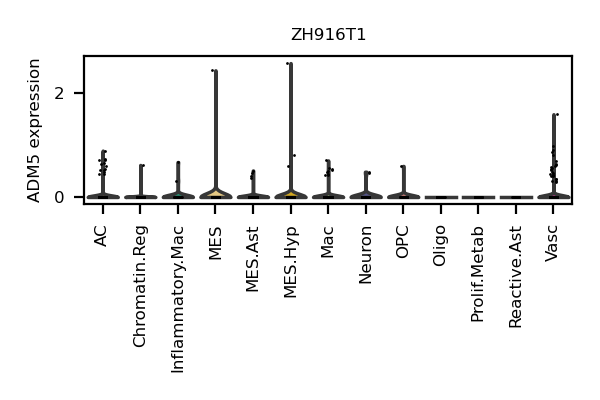 ZH916T1
ADM5 expression
2
0
AC
Chromatin.Reg
Inflammatory.Mac
MES
MES.Ast
MES.Hyp
Mac
Neuron
OPC
Oligo
Prolif.Metab
Reactive.Ast
Vasc